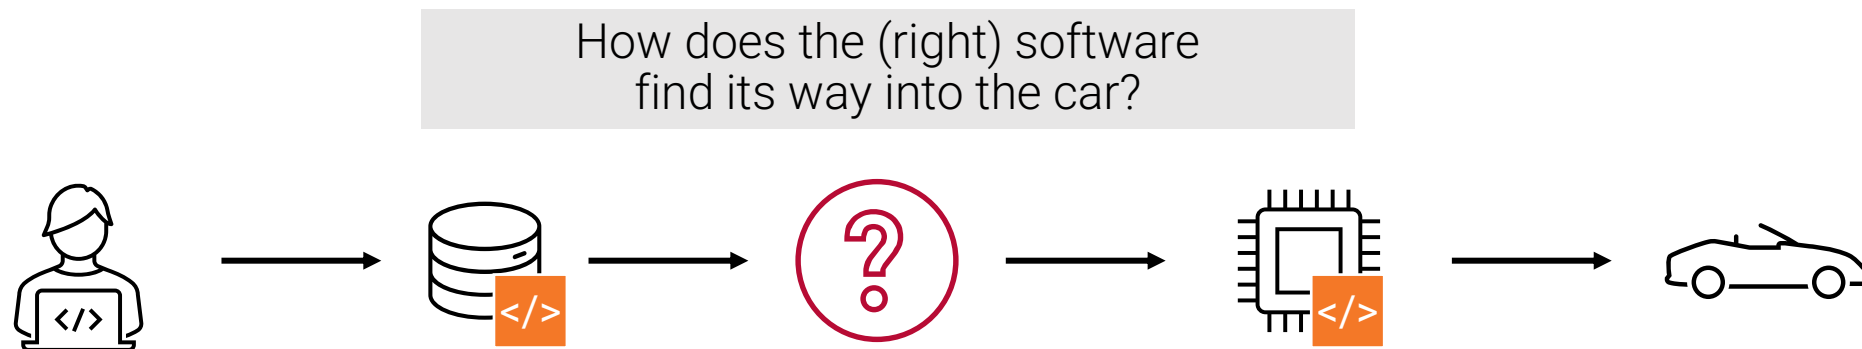 How does the (right) software
find its way into the car?
</>
?
</>
</>